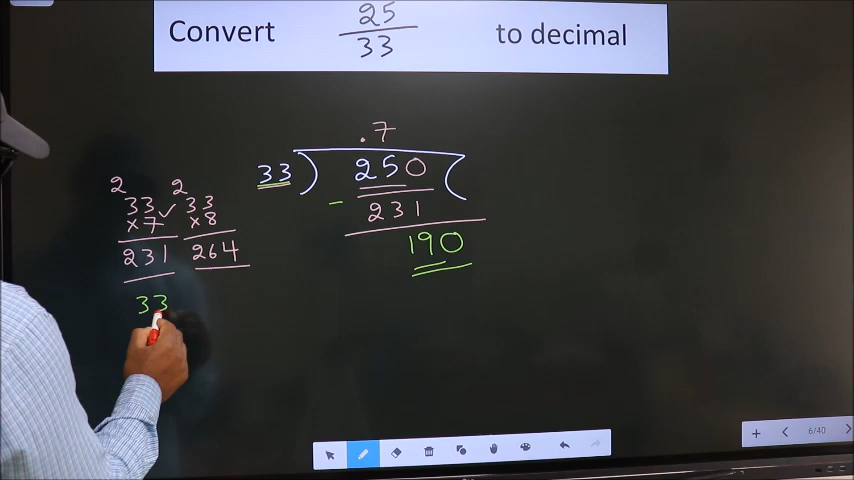 Convert 25/33 to decimal
.7
33 ) 250 (
- 231
190
2 2
33 ✓ 33
×7 ×8
231 264
33
6/40